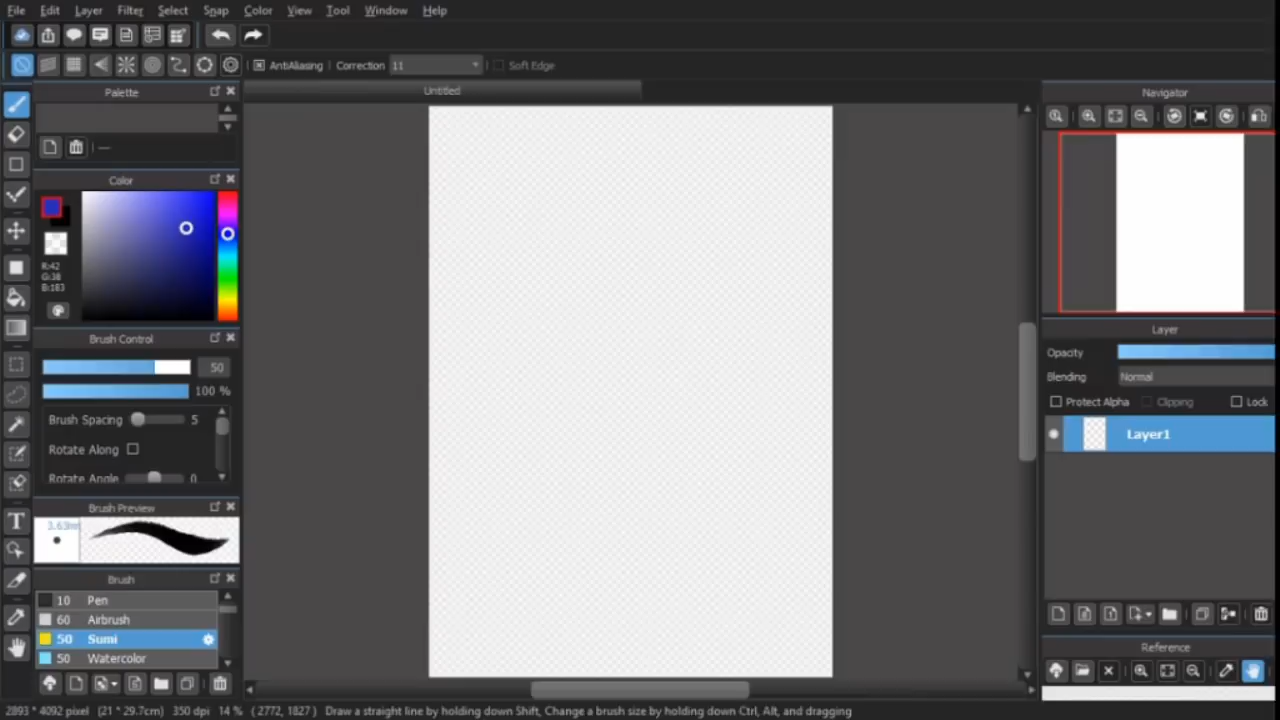 File Edit Layer Filter Select Snap Color View Tool Window Help
AntiAliasing Correction 11 Soft Edge
Palette
Untitled
Navigator
Color
R:42
G:38
B:183
Brush Control
50
100 %
Brush Spacing 5
Rotate Along
Rotate Angle 0
Brush Preview
Brush
10 Pen
60 Airbrush
50 Sumi
50 Watercolor
Layer
Opacity
Blending Normal
Protect Alpha Clipping Lock
Layer1
Reference
2893 * 4092 pixel (21 * 29.7cm) 350 dpi 14 % ( 2772, 1827 ) Draw a straight line by holding down Shift, Change a brush size by holding down Ctrl, Alt, and dragging